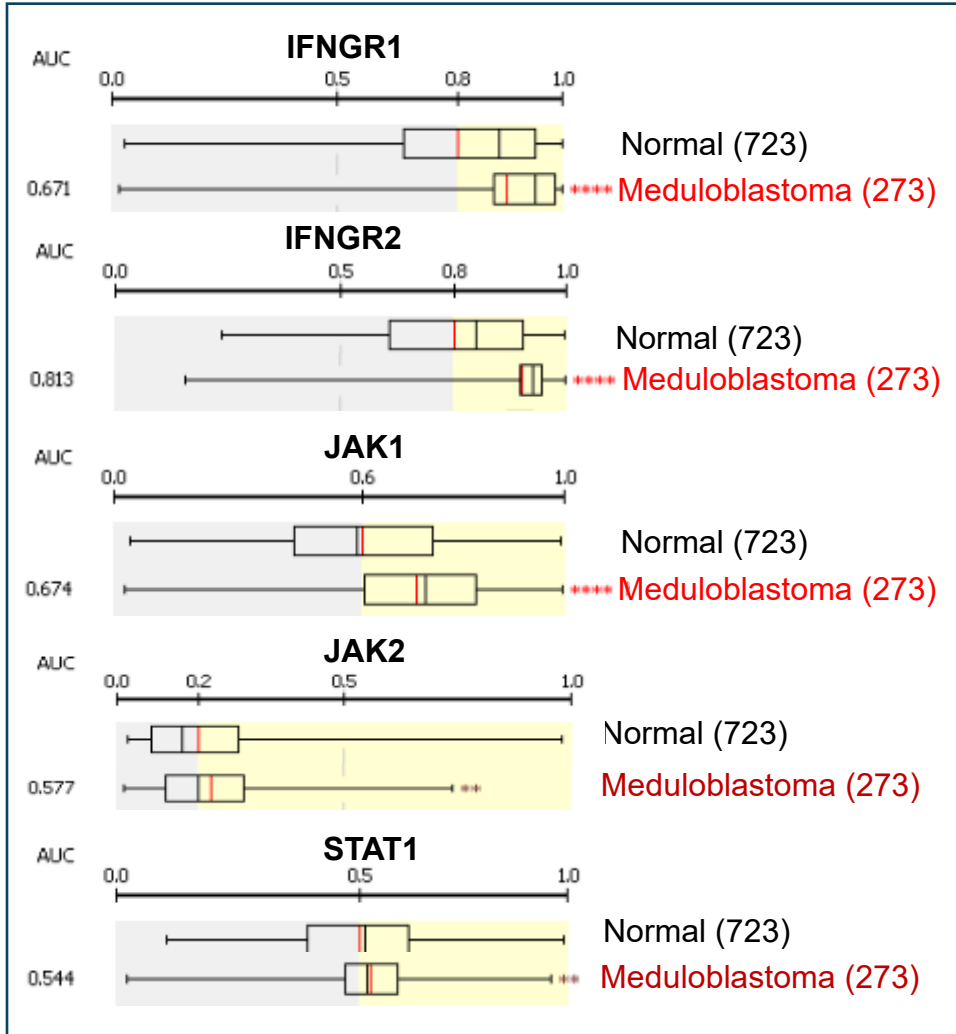 IFNGR1
AUC
0.0 0.5 0.8 1.0
Normal (723)
0.671 **** Meduloblastoma (273)
IFNGR2
AUC
0.0 0.5 0.8 1.0
Normal (723)
0.813 **** Meduloblastoma (273)
JAK1
AUC
0.0 0.6 1.0
Normal (723)
0.674 **** Meduloblastoma (273)
JAK2
AUC
0.0 0.2 0.5 1.0
Normal (723)
0.577 ** Meduloblastoma (273)
STAT1
AUC
0.0 0.5 1.0
Normal (723)
0.544 ** Meduloblastoma (273)